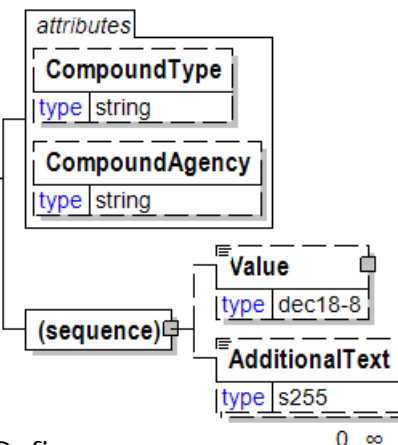 attributes
CompoundType
type string
CompoundAgency
type string
Value
type dec18-8
(sequence)
AdditionalText
type s255
0..∞